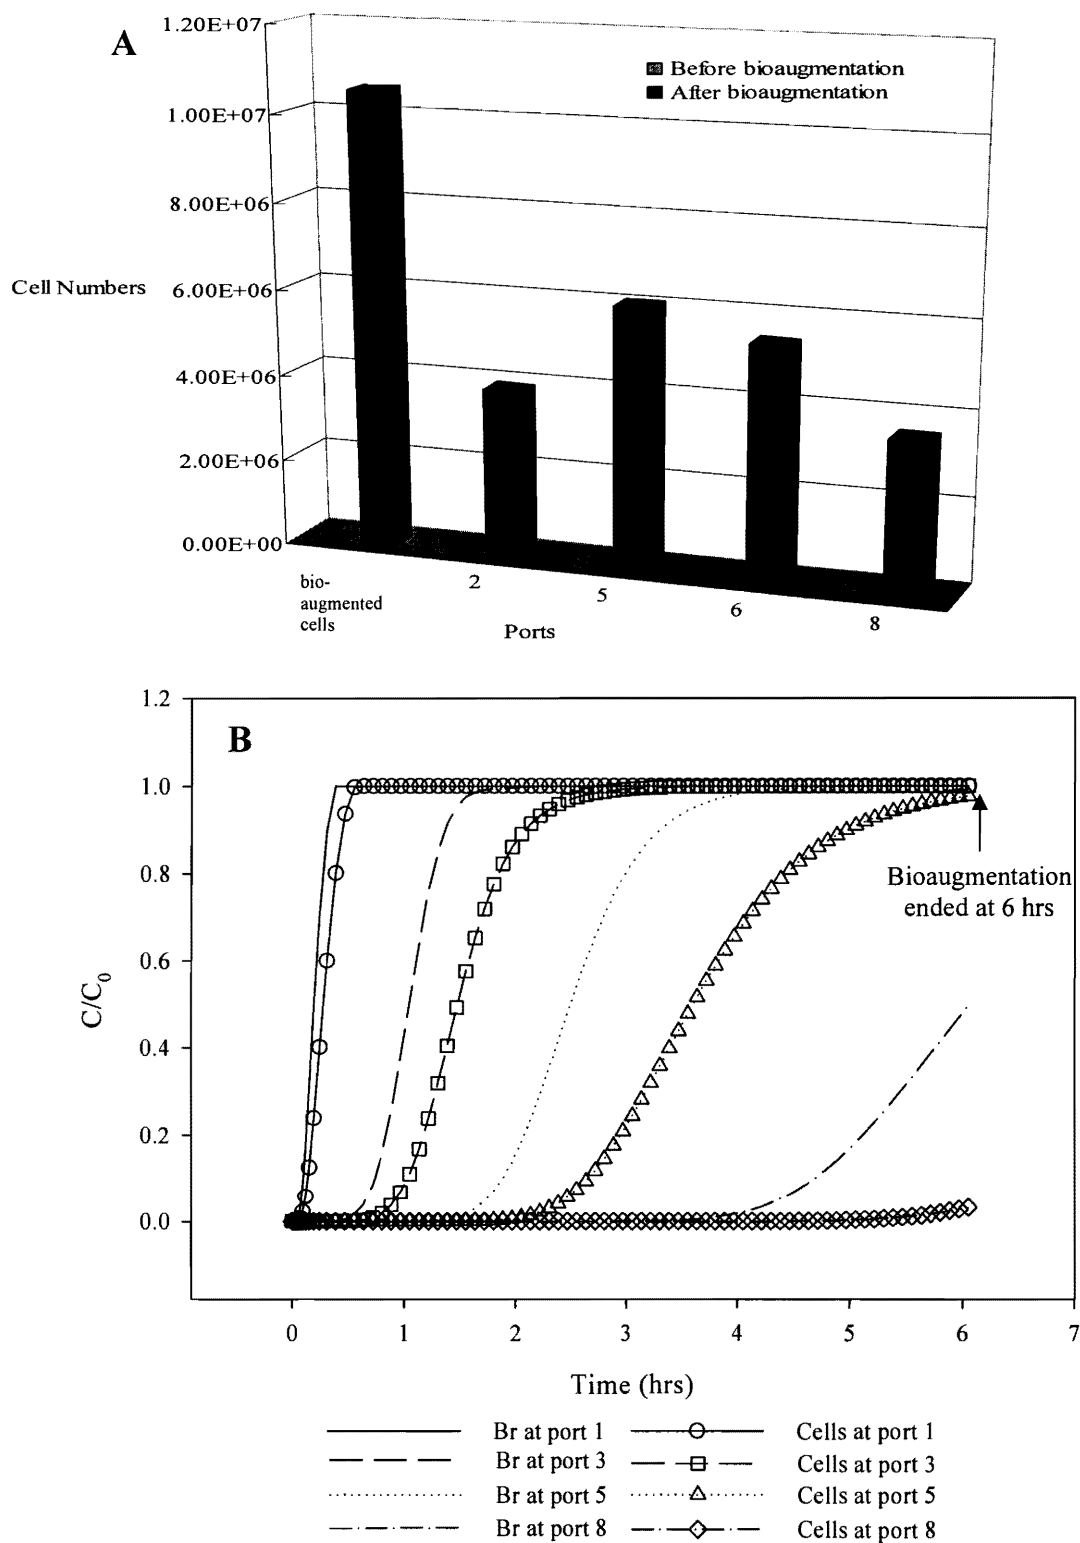 A
1.20E+07
1.00E+07
8.00E+06
6.00E+06
4.00E+06
2.00E+06
0.00E+00
Cell Numbers
Before bioaugmentation
After bioaugmentation
bio-
augmented
cells
2
5
6
8
Ports
B
1.2
1.0
0.8
0.6
0.4
0.2
0.0
C/C0
Bioaugmentation
ended at 6 hrs
0 1 2 3 4 5 6 7
Time (hrs)
Br at port 1 Cells at port 1
Br at port 3 Cells at port 3
Br at port 5 Cells at port 5
Br at port 8 Cells at port 8